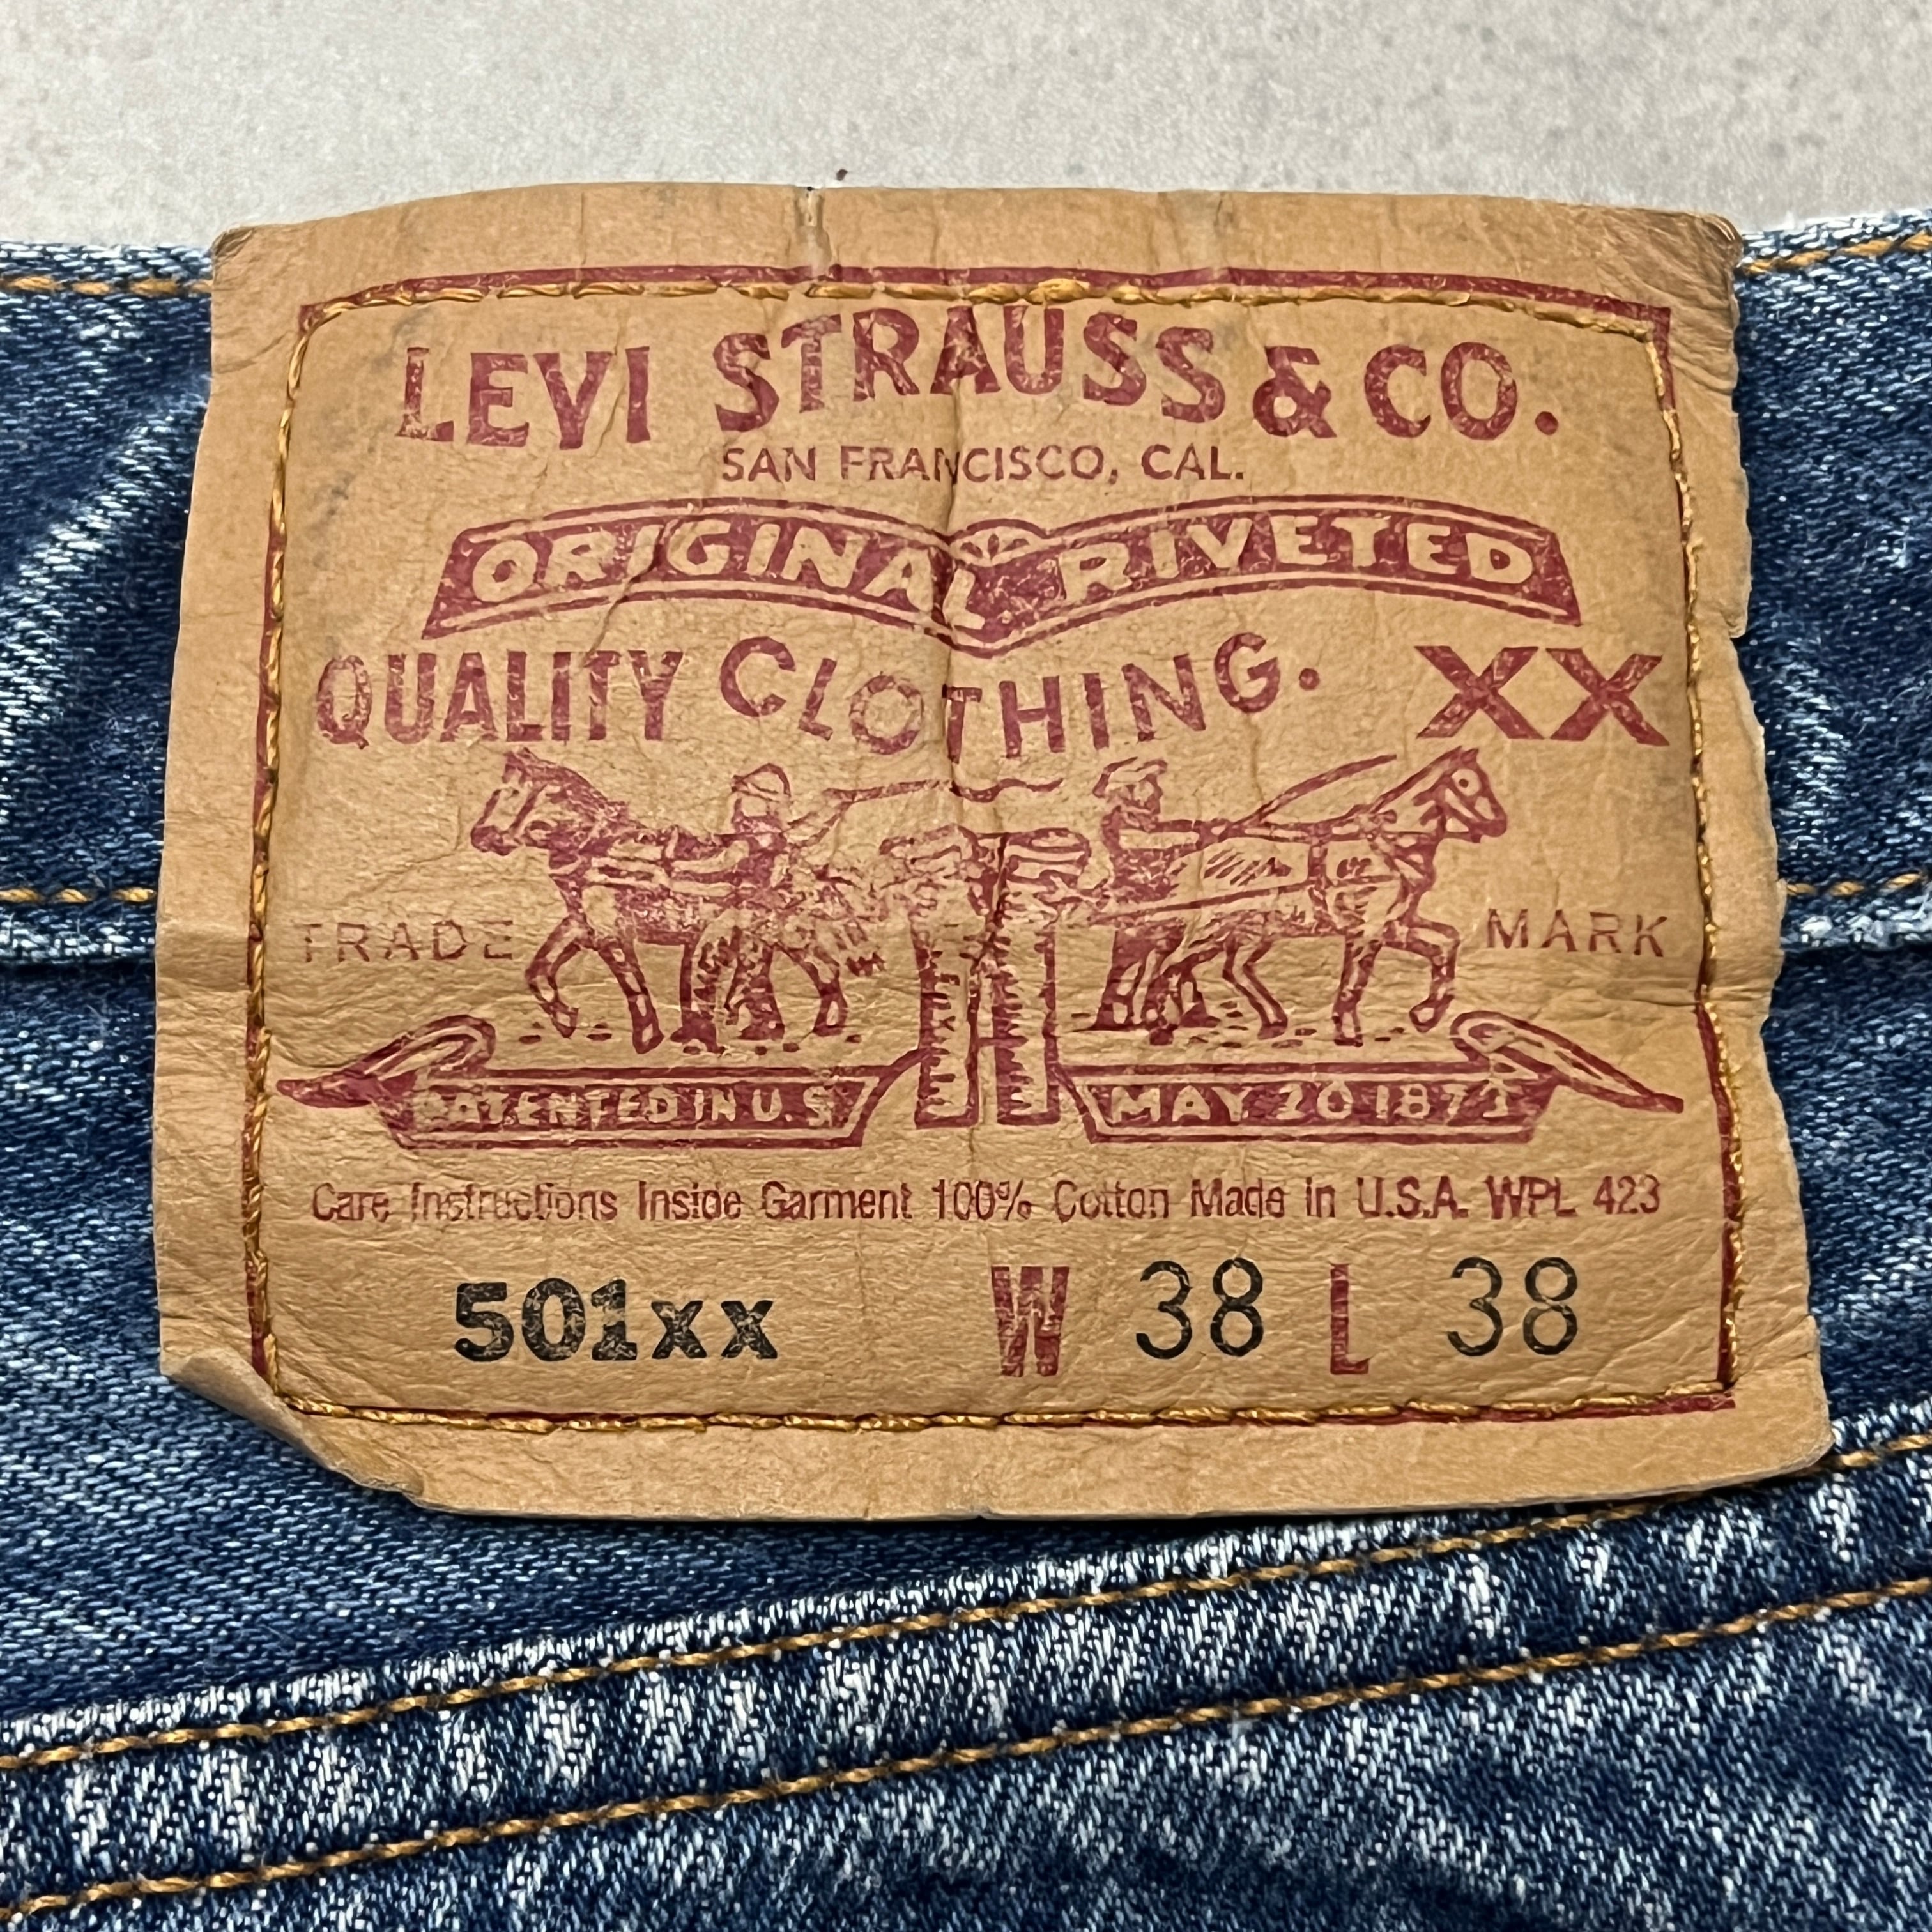 LEVI STRAUSS & CO.
SAN FRANCISCO, CAL.
ORIGINAL RIVETED
QUALITY CLOTHING. XX
TRADE MARK
PATENTED IN U.S. MAY 20 1873
Care Instructions Inside Garment 100% Cotton Made in U.S.A. WPL 423
501xx W 38 L 38